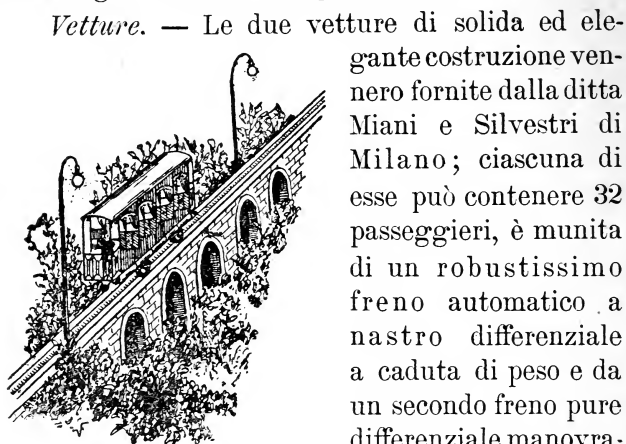 Vetture. — Le due vetture di solida ed ele-
gante costruzione ven-
nero fornite dalla ditta
Miani e Silvestri di
Milano; ciascuna di
esse può contenere 32
passeggieri, è munita
di un robustissimo
freno automatico a
nastro differenziale
a caduta di peso e da
un secondo freno pure
differenziale manovra-